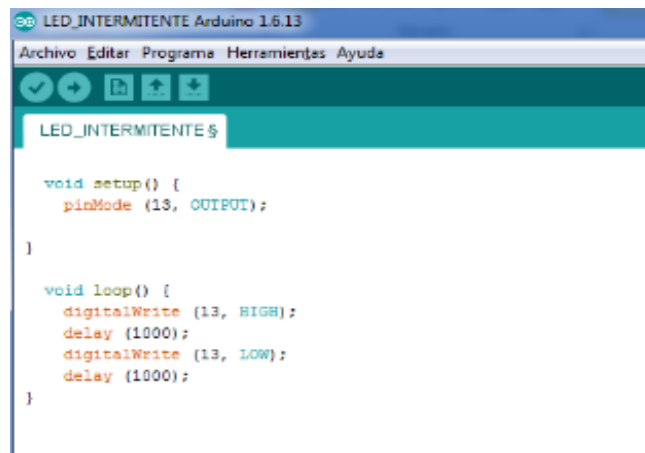 LED_INTERMITENTE Arduino 1.6.13
Archivo Editar Programa Herramientas Ayuda
LED_INTERMITENTE §
void setup() {
pinMode (13, OUTPUT);
}
void loop() {
digitalWrite (13, HIGH);
delay (1000);
digitalWrite (13, LOW);
delay (1000);
}